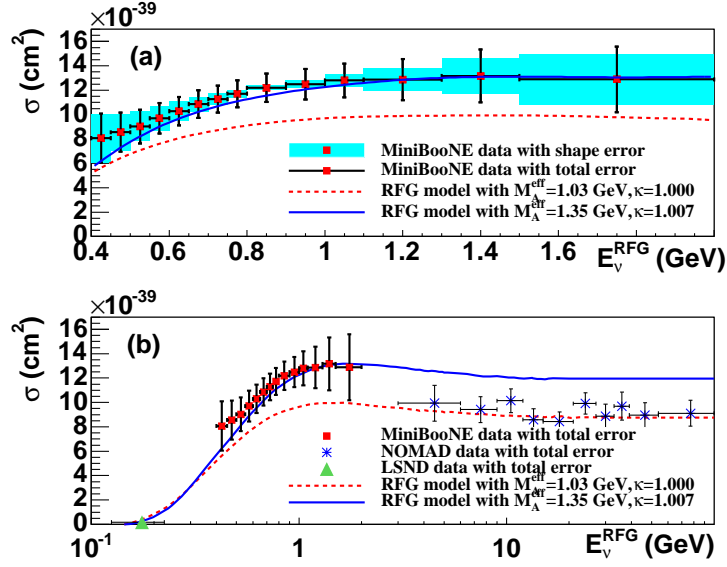 ×10⁻³⁹
σ (cm²)
16
14
12
10
8
6
4
2
0
(a)
MiniBooNE data with shape error
MiniBooNE data with total error
RFG model with M_A^eff=1.03 GeV,κ=1.000
RFG model with M_A^eff=1.35 GeV,κ=1.007
0.4 0.6 0.8 1 1.2 1.4 1.6 1.8
E_ν^RFG (GeV)
×10⁻³⁹
σ (cm²)
16
14
12
10
8
6
4
2
0
(b)
MiniBooNE data with total error
NOMAD data with total error
LSND data with total error
RFG model with M_A^eff=1.03 GeV,κ=1.000
RFG model with M_A^eff=1.35 GeV,κ=1.007
10⁻¹ 1 10
E_ν^RFG (GeV)